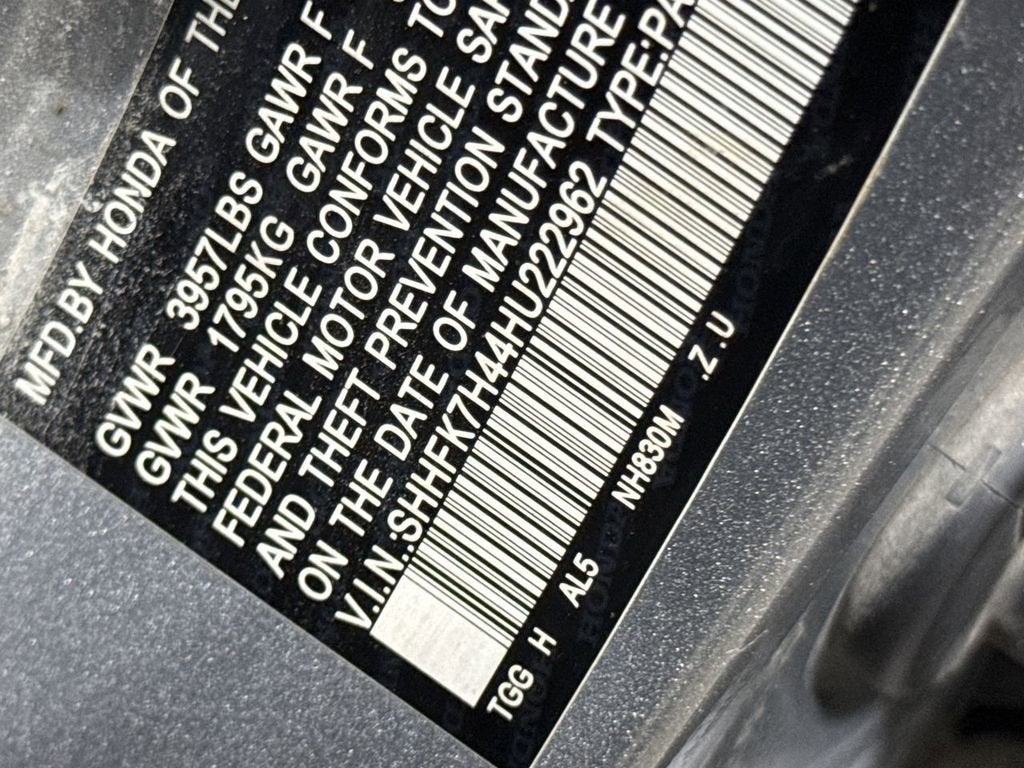 MFD.BY HONDA OF THE
GVWR 3957LBS GAWR F
GVWR 1795KG GAWR F
THIS VEHICLE CONFORMS TO
FEDERAL MOTOR VEHICLE SAF
AND THEFT PREVENTION STAND
ON THE DATE OF MANUFACTURE
V.I.N.:SHHFK7H44HU222962 TYPE:PA
TGG H AL5 NH830M .Z .U